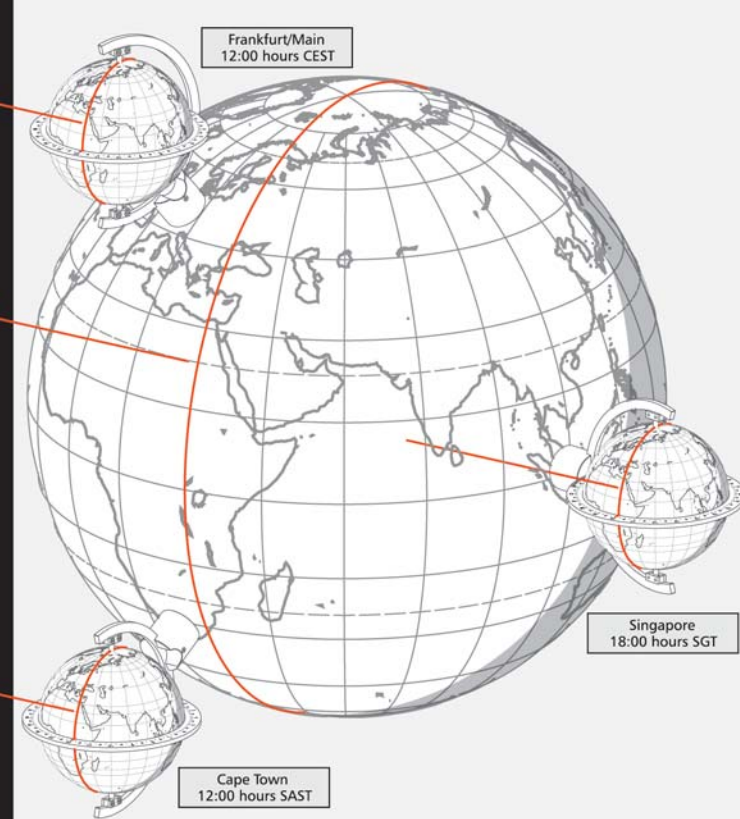 Frankfurt/Main
12:00 hours CEST
Singapore
18:00 hours SGT
Cape Town
12:00 hours SAST